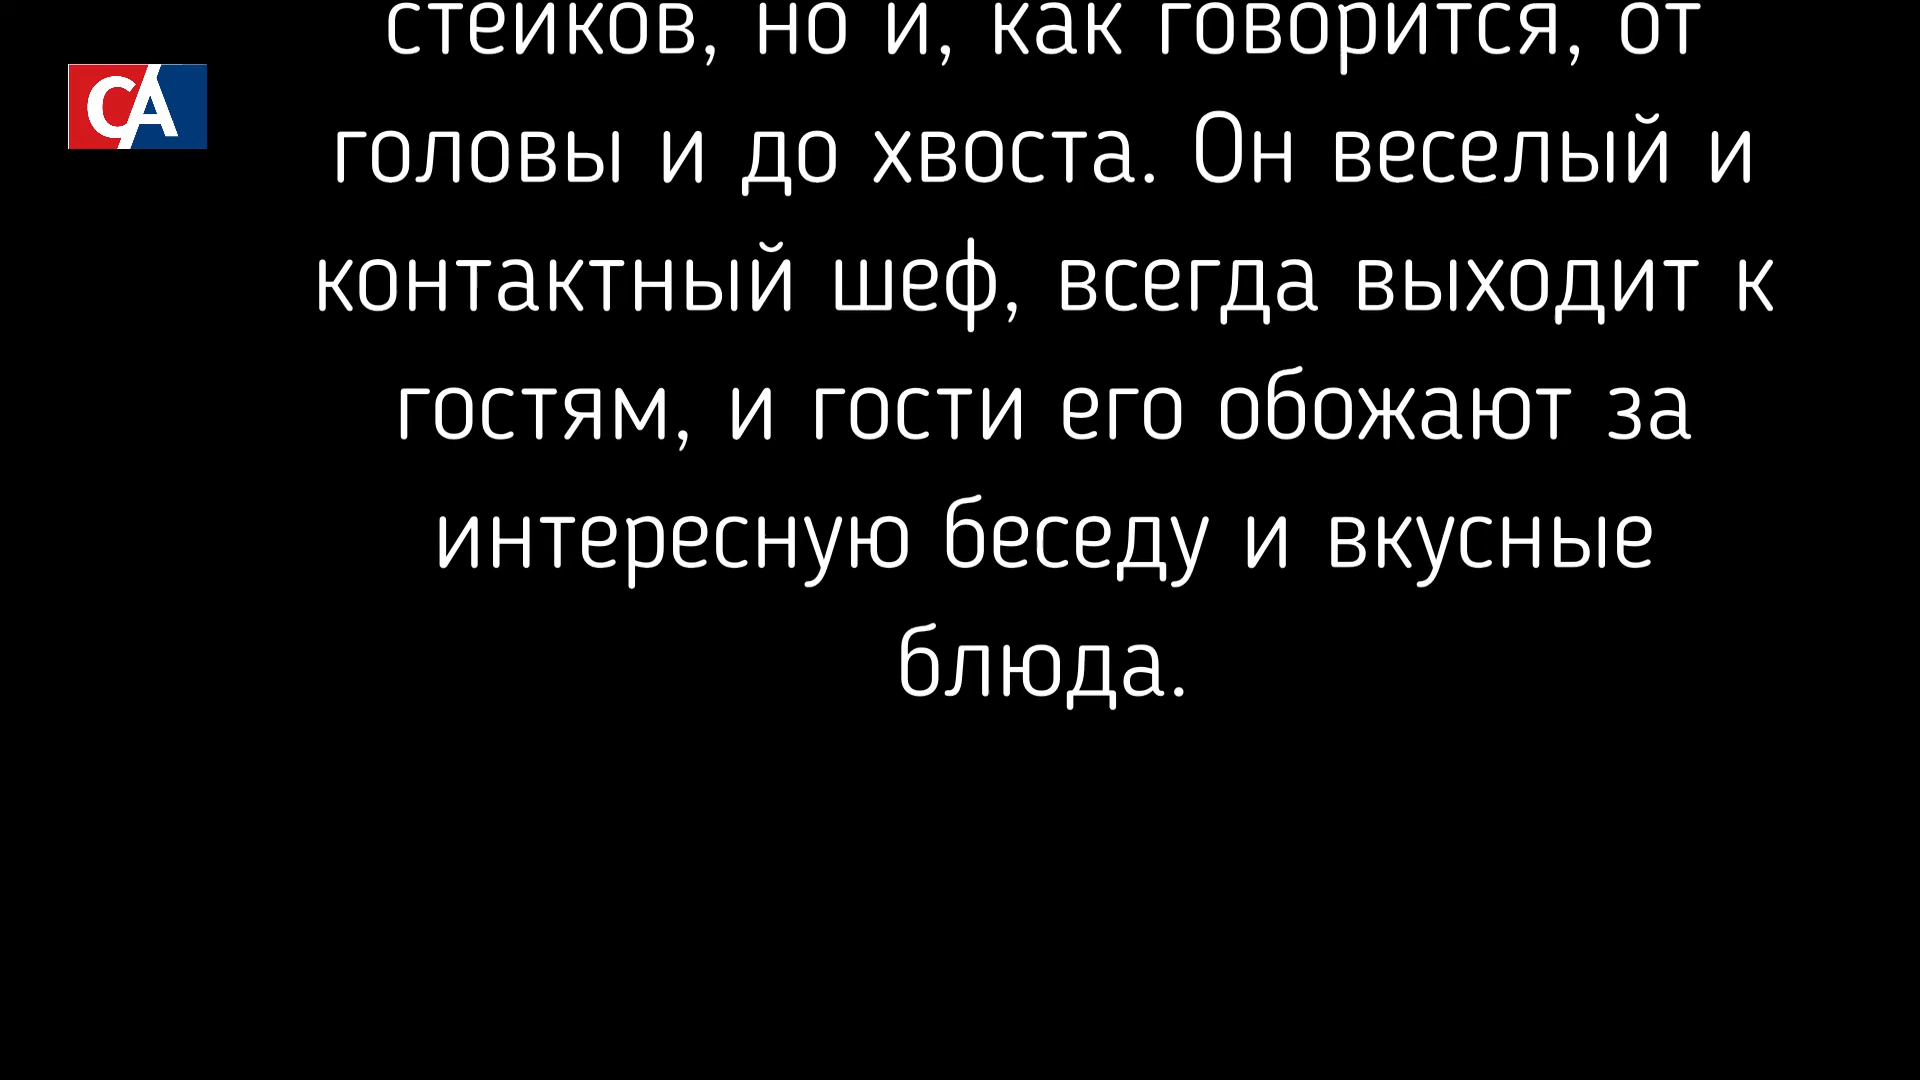 СА
стейков, но и, как говорится, от
головы и до хвоста. Он веселый и
контактный шеф, всегда выходит к
гостям, и гости его обожают за
интересную беседу и вкусные
блюда.